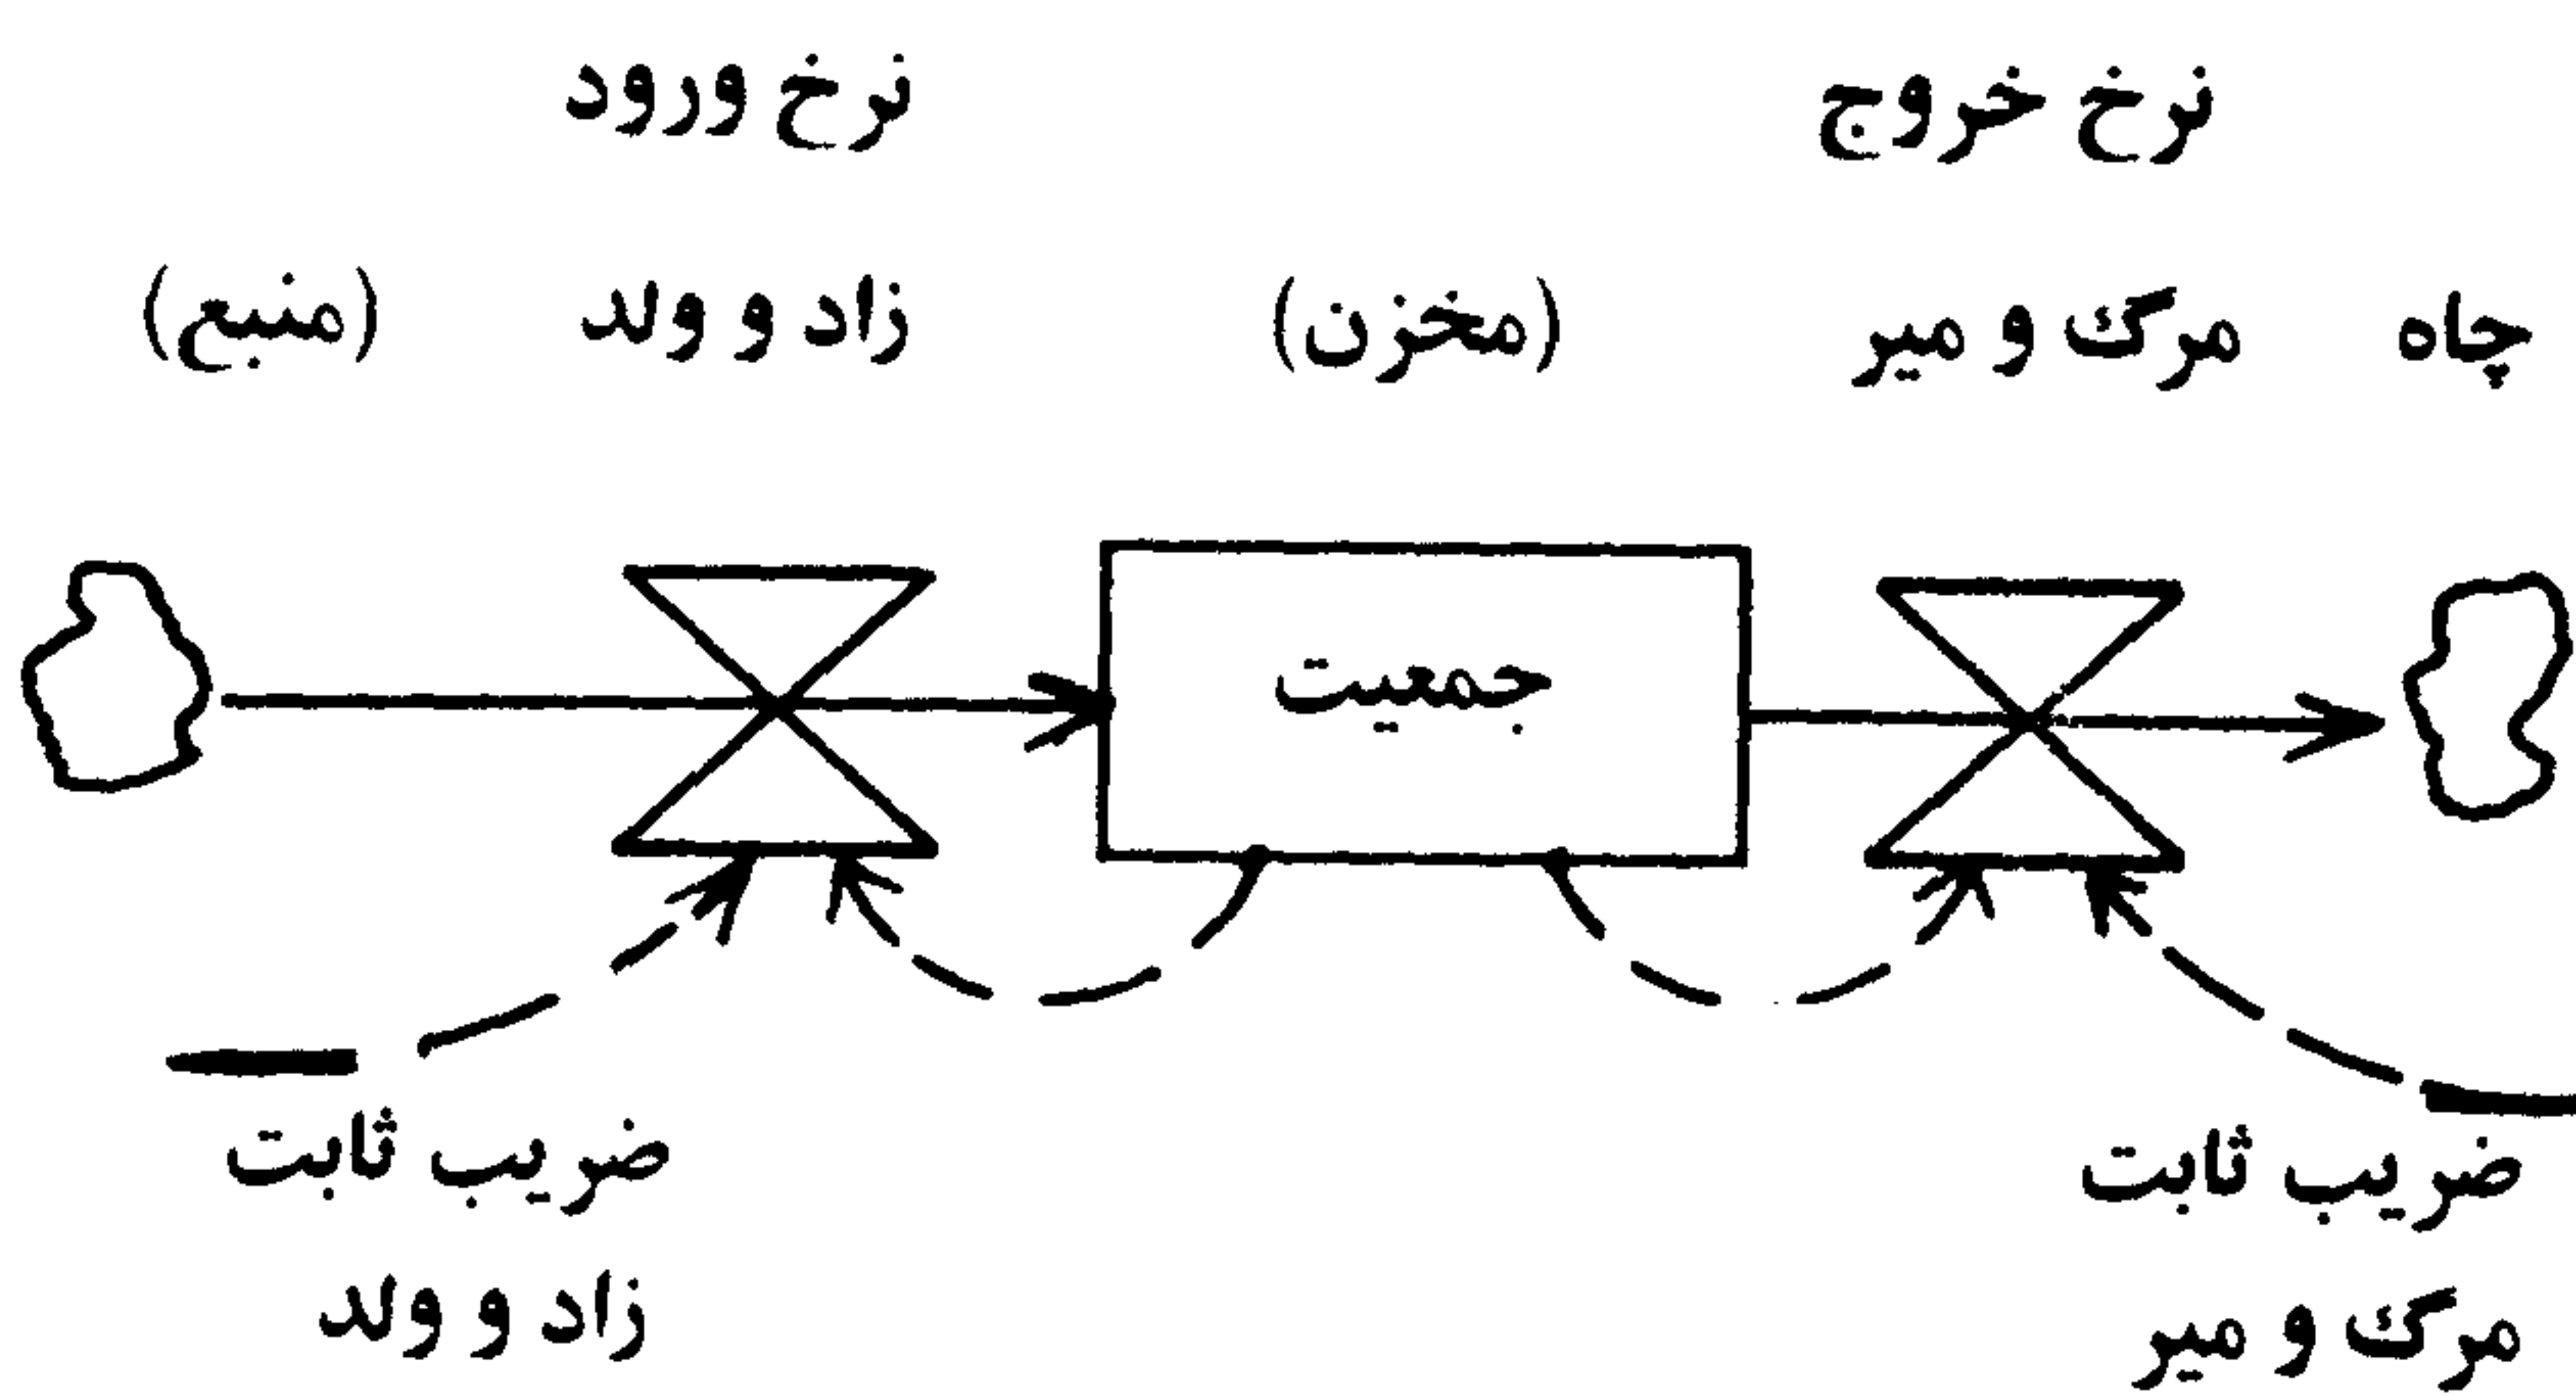 نرخ خروج
نرخ ورود
چاه
مرگ و میر
(مخزن)
زاد و ولد
(منبع)
جمعیت
ضریب ثابت
مرگ و میر
ضریب ثابت
زاد و ولد